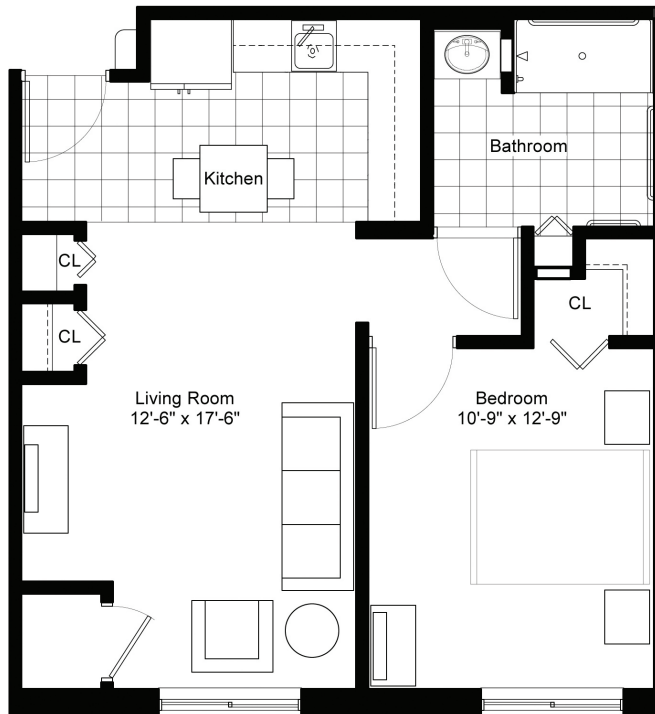 Bathroom
Kitchen
CL
CL
CL
Living Room
12'-6" x 17'-6"
Bedroom
10'-9" x 12'-9"